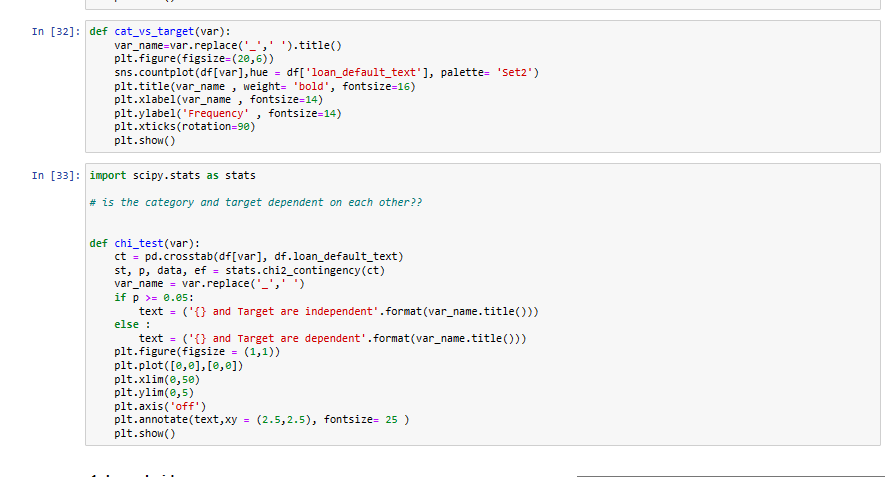 In [32]: def cat_vs_target(var):
var_name=var.replace('_',' ').title()
plt.figure(figsize=(20,6))
sns.countplot(df[var],hue = df['loan_default_text'], palette= 'Set2')
plt.title(var_name , weight= 'bold', fontsize=16)
plt.xlabel(var_name , fontsize=14)
plt.ylabel('Frequency' , fontsize=14)
plt.xticks(rotation=90)
plt.show()
In [33]: import scipy.stats as stats
# is the category and target dependent on each other??
def chi_test(var):
ct = pd.crosstab(df[var], df.loan_default_text)
st, p, data, ef = stats.chi2_contingency(ct)
var_name = var.replace('_',' ')
if p >= 0.05:
text = ('{} and Target are independent'.format(var_name.title()))
else :
text = ('{} and Target are dependent'.format(var_name.title()))
plt.figure(figsize = (1,1))
plt.plot([0,0],[0,0])
plt.xlim(0,50)
plt.ylim(0,5)
plt.axis('off')
plt.annotate(text,xy = (2.5,2.5), fontsize= 25 )
plt.show()